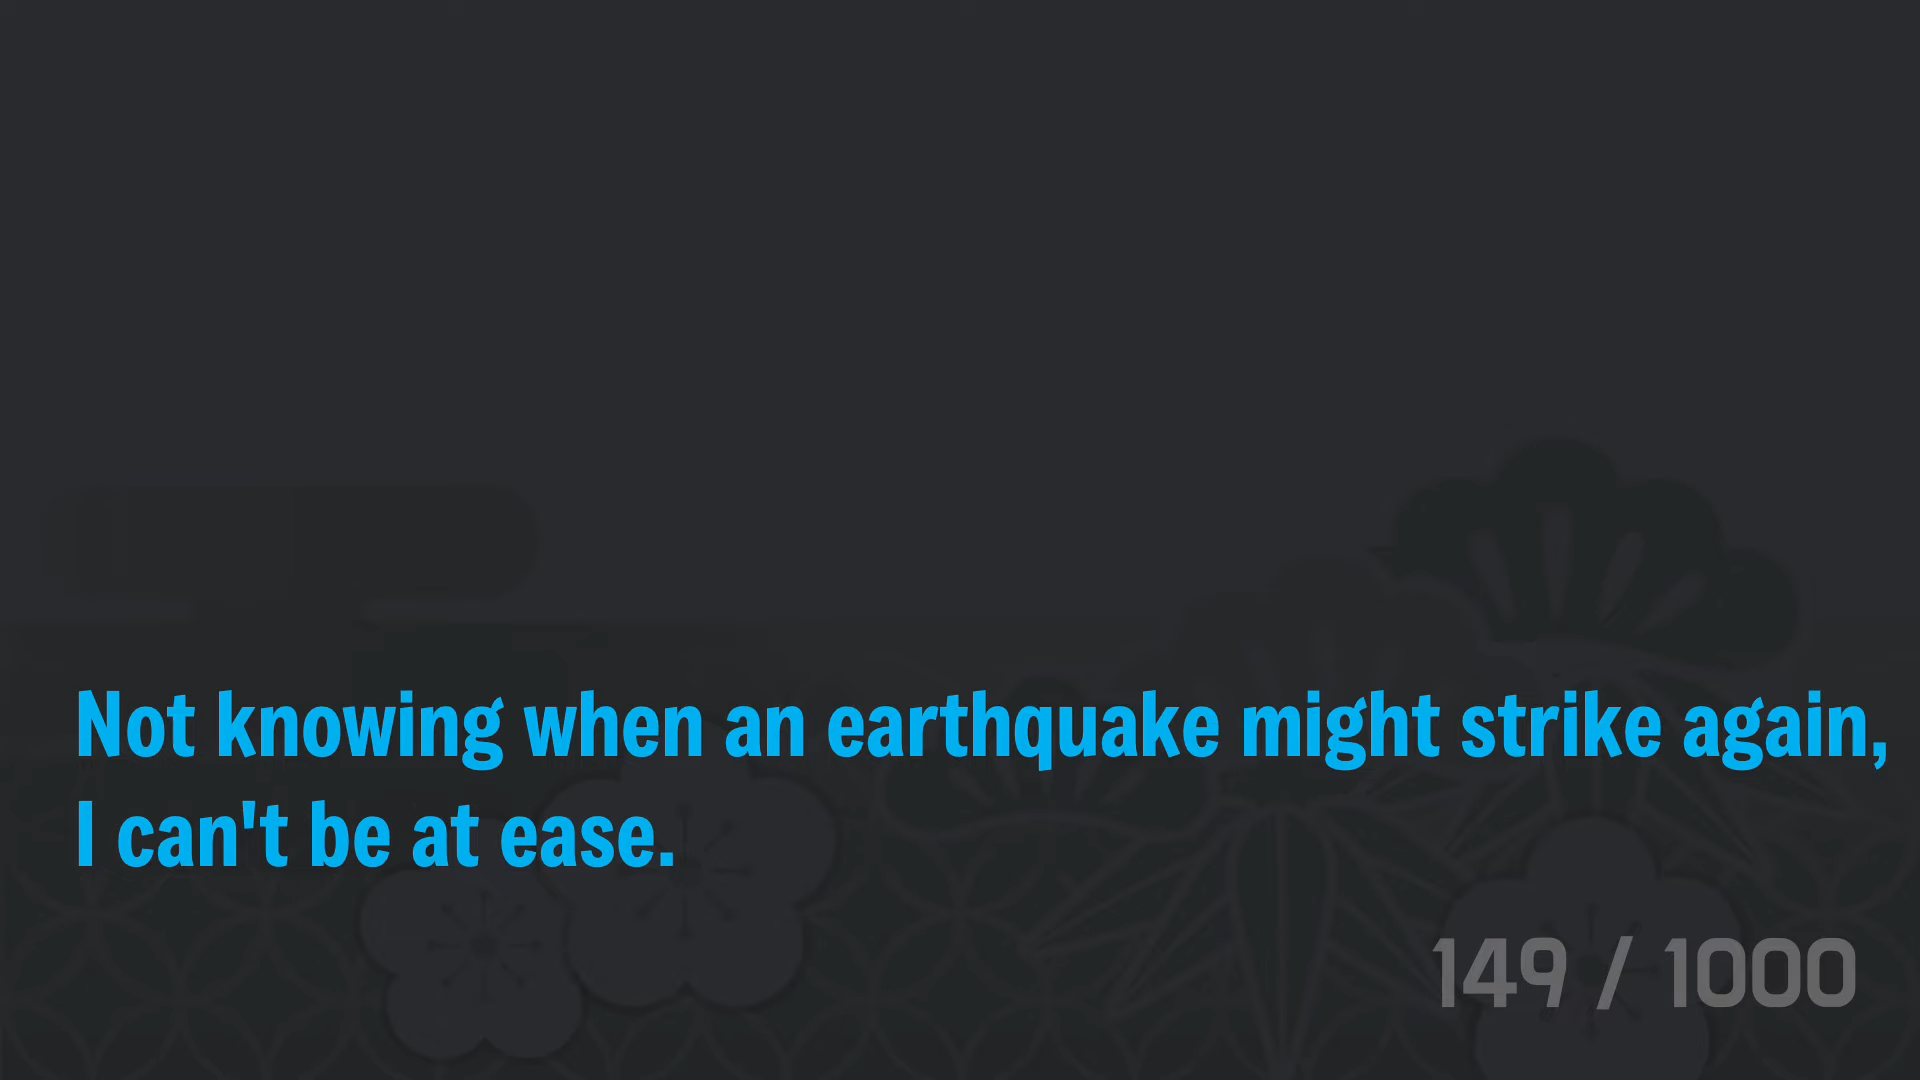 Not knowing when an earthquake might strike again,
I can't be at ease.
149 / 1000